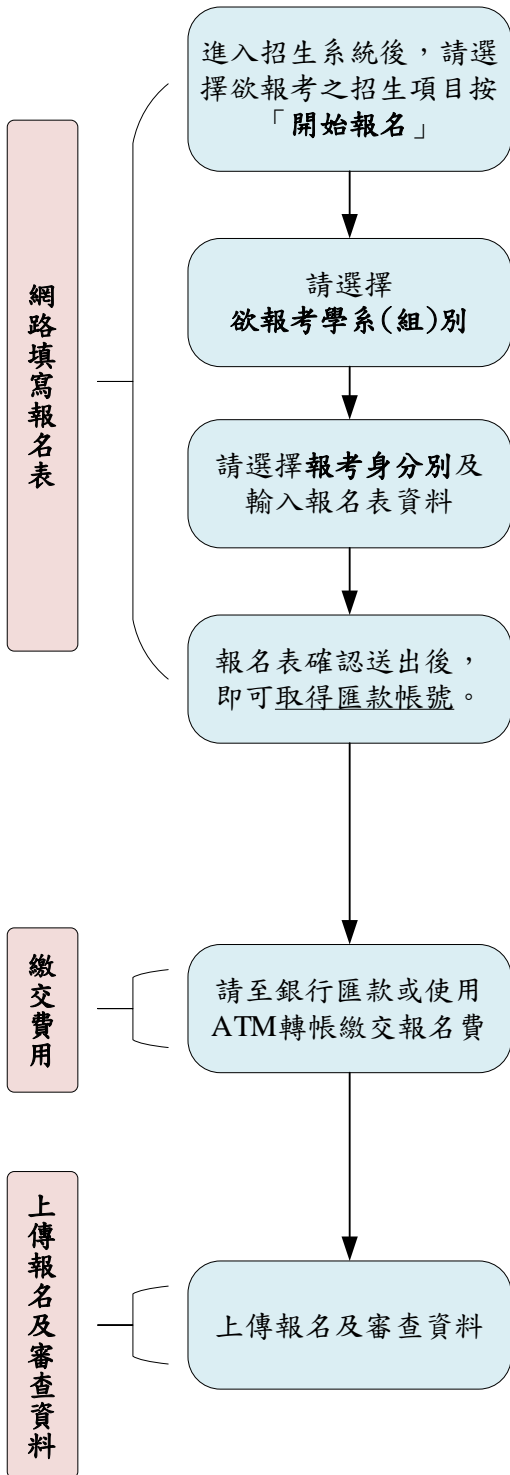 網路填寫報名表
進入招生系統後，請選
擇欲報考之招生項目按
「開始報名」
請選擇
欲報考學系(組)別
請選擇報考身分別及
輸入報名表資料
報名表確認送出後，
即可取得匯款帳號。
繳交費用
請至銀行匯款或使用
ATM轉帳繳交報名費
上傳報名及審查資料
上傳報名及審查資料